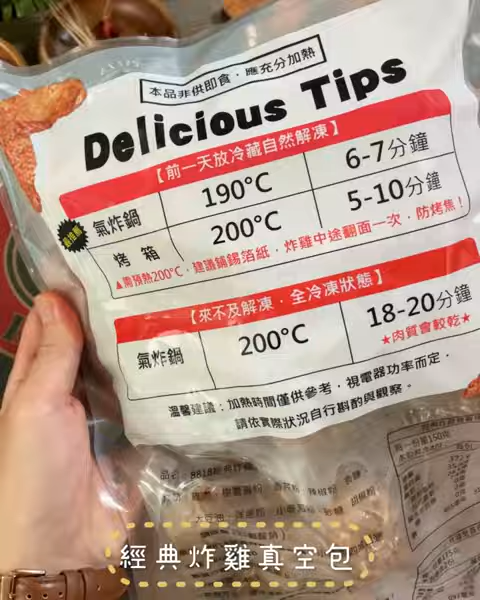 本品非供即食，應充分加熱
Delicious Tips
【前一天放冷藏自然解凍】
氣炸鍋 190°C 6-7分鐘
烤 箱 200°C 5-10分鐘
▲需預熱200°C，建議鋪錫箔紙，炸雞中途翻面一次，防烤焦！
【來不及解凍，全冷凍狀態】
氣炸鍋 200°C 18-20分鐘
★肉質會較乾★
溫馨建議：加熱時間僅供參考，視電器功率而定，
請依實際狀況自行斟酌與觀察。
經典炸雞真空包